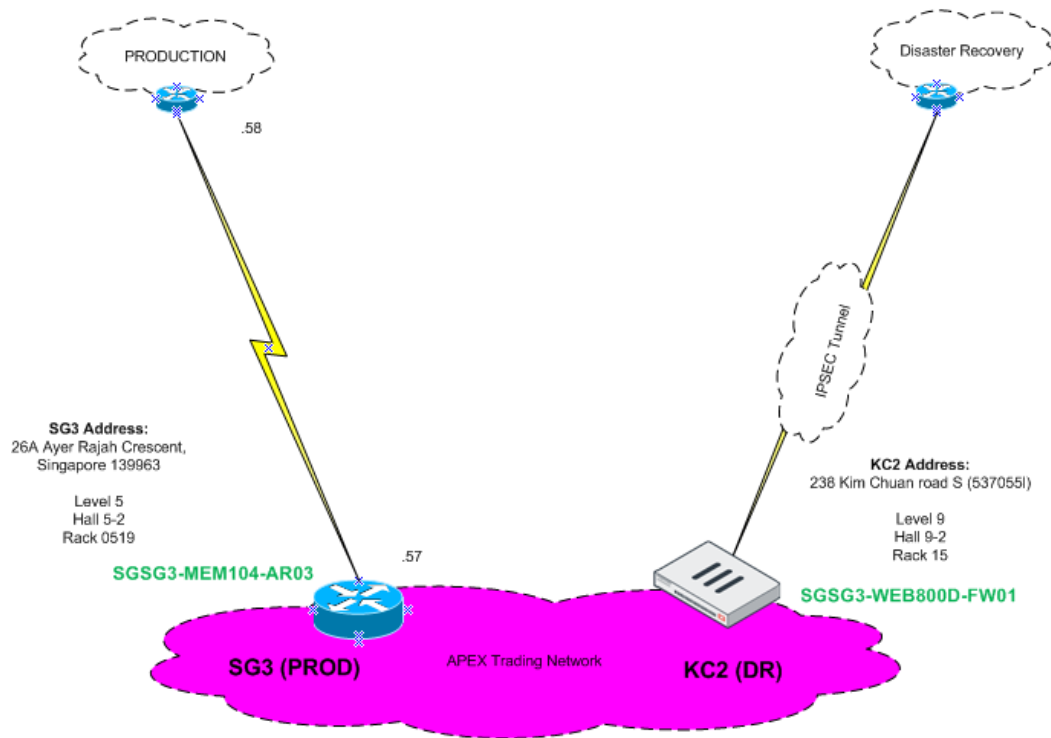 PRODUCTION
Disaster Recovery
.58
IPSEC Tunnel
SG3 Address:
26A Ayer Rajah Crescent,
Singapore 139963
Level 5
Hall 5-2
Rack 0519
KC2 Address:
238 Kim Chuan road S (537055l)
Level 9
Hall 9-2
Rack 15
.57
SGSG3-MEM104-AR03
SGSG3-WEB800D-FW01
SG3 (PROD)
APEX Trading Network
KC2 (DR)